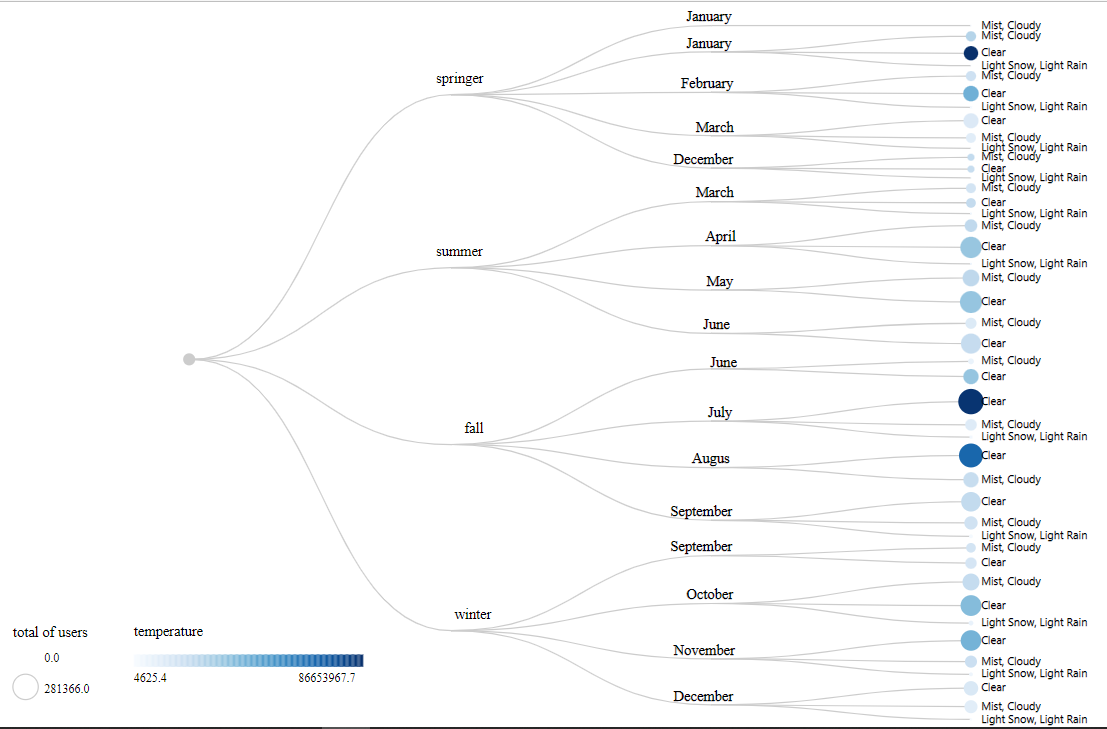 January
Mist, Cloudy
January
Mist, Cloudy
Clear
Light Snow, Light Rain
springer
February
Mist, Cloudy
Clear
Light Snow, Light Rain
March
Clear
Mist, Cloudy
Light Snow, Light Rain
December
Mist, Cloudy
Clear
Light Snow, Light Rain
summer
March
Mist, Cloudy
Clear
Light Snow, Light Rain
April
Mist, Cloudy
Clear
Light Snow, Light Rain
May
Mist, Cloudy
Clear
June
Mist, Cloudy
Clear
fall
June
Mist, Cloudy
Clear
July
Clear
Mist, Cloudy
Light Snow, Light Rain
Augus
Clear
Mist, Cloudy
September
Clear
Mist, Cloudy
Light Snow, Light Rain
winter
September
Mist, Cloudy
Clear
October
Mist, Cloudy
Clear
Light Snow, Light Rain
November
Clear
Mist, Cloudy
Light Snow, Light Rain
December
Clear
Mist, Cloudy
Light Snow, Light Rain
total of users
0.0
281366.0
temperature
4625.4
86653967.7